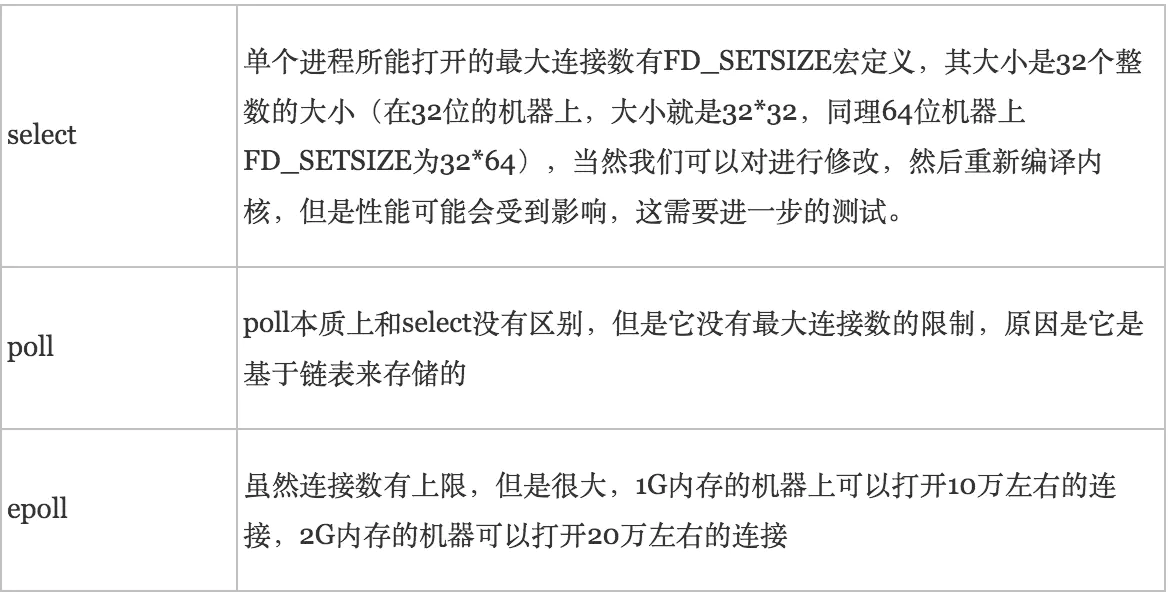 select
单个进程所能打开的最大连接数有FD_SETSIZE宏定义，其大小是32个整
数的大小（在32位的机器上，大小就是32*32，同理64位机器上
FD_SETSIZE为32*64），当然我们可以对进行修改，然后重新编译内
核，但是性能可能会受到影响，这需要进一步的测试。
poll
poll本质上和select没有区别，但是它没有最大连接数的限制，原因是它是
基于链表来存储的
epoll
虽然连接数有上限，但是很大，1G内存的机器上可以打开10万左右的连
接，2G内存的机器可以打开20万左右的连接